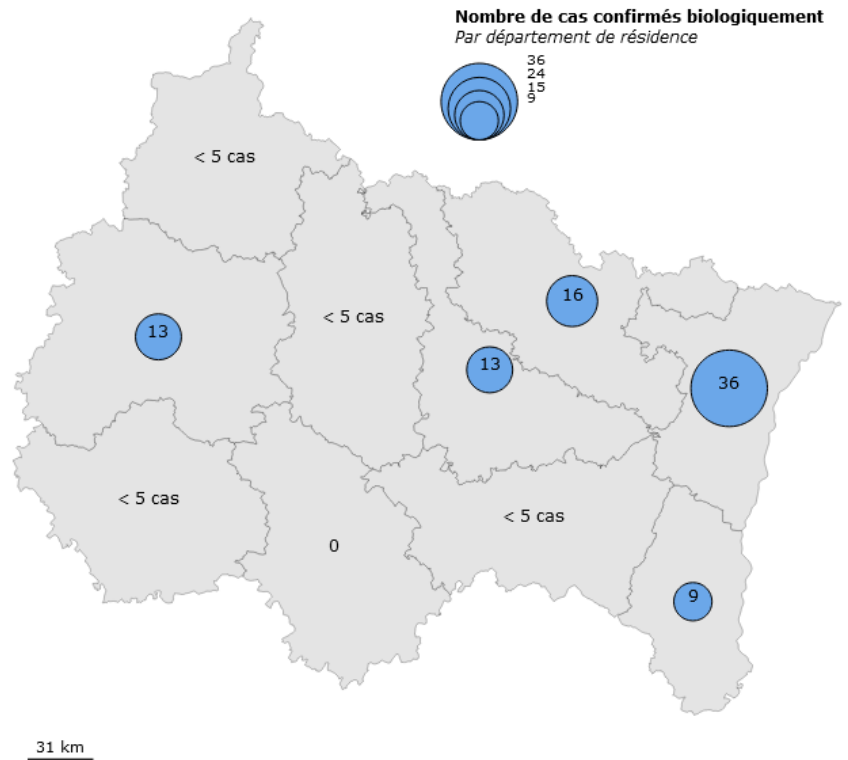 Nombre de cas confirmés biologiquement
Par département de résidence
36
24
15
9
< 5 cas
16
< 5 cas
13
13
36
< 5 cas
< 5 cas
0
9
31 km